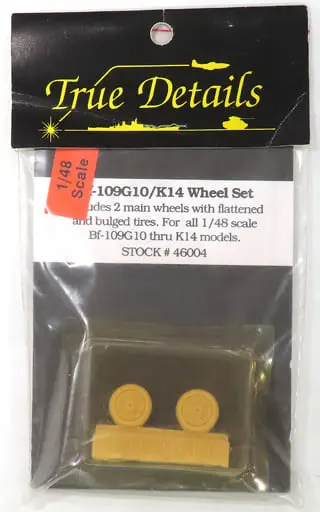 True Details
1/48
Scale
f-109G10/K14 Wheel Set
udes 2 main wheels with flattened
and bulged tires. For all 1/48 scale
Bf-109G10 thru K14 models.
STOCK # 46004